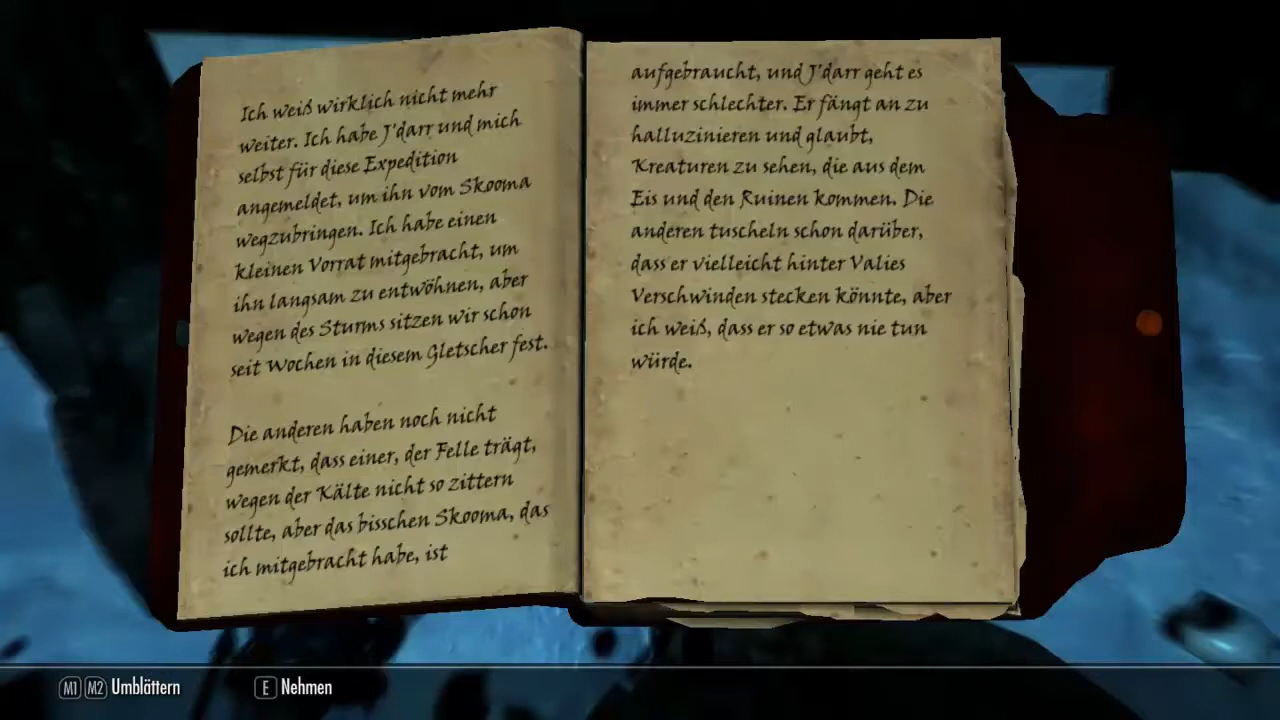 Ich weiß wirklich nicht mehr
weiter. Ich habe J'darr und mich
selbst für diese Expedition
angemeldet, um ihn vom Skooma
wegzubringen. Ich habe einen
kleinen Vorrat mitgebracht, um
ihn langsam zu entwöhnen, aber
wegen des Sturms sitzen wir schon
seit Wochen in diesem Gletscher fest.
Die anderen haben noch nicht
gemerkt, dass einer, der Felle trägt,
wegen der Kälte nicht so zittern
sollte, aber das bisschen Skooma, das
ich mitgebracht habe, ist
aufgebraucht, und J'darr geht es
immer schlechter. Er fängt an zu
halluzinieren und glaubt,
Kreaturen zu sehen, die aus dem
Eis und den Ruinen kommen. Die
anderen tuscheln schon darüber,
dass er vielleicht hinter Valies
Verschwinden stecken könnte, aber
ich weiß, dass er so etwas nie tun
würde.
M1 M2 Umblättern
E Nehmen